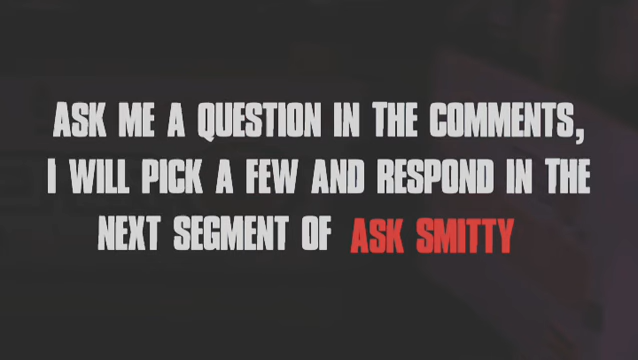 ASK ME A QUESTION IN THE COMMENTS,
I WILL PICK A FEW AND RESPOND IN THE
NEXT SEGMENT OF ASK SMITTY